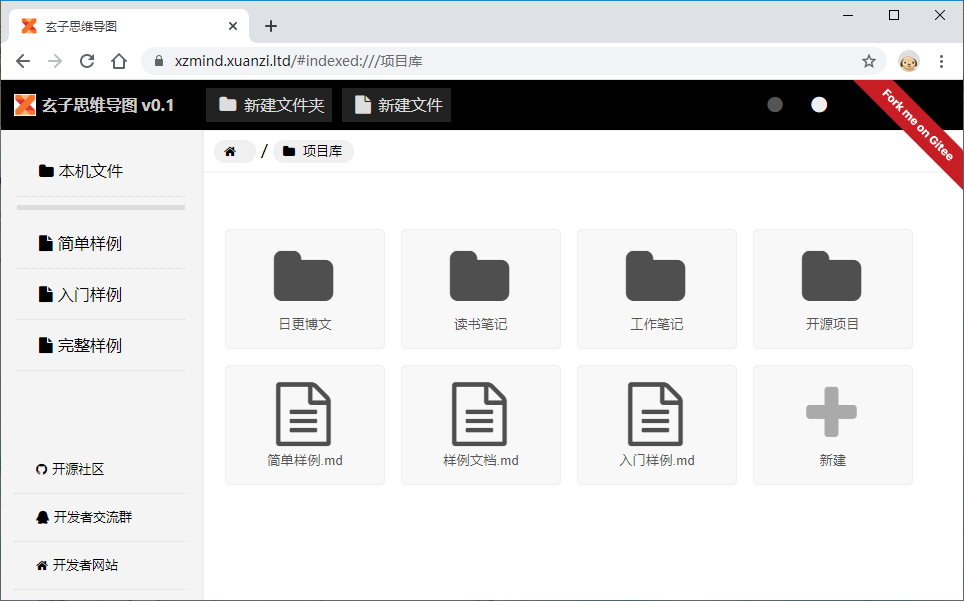 玄子思维导图
xzmind.xuanzi.ltd/#indexed:///项目库
玄子思维导图 v0.1
新建文件夹
新建文件
Fork me on Gitee
本机文件
简单样例
入门样例
完整样例
开源社区
开发者交流群
开发者网站
/ 项目库
日更博文
读书笔记
工作笔记
开源项目
简单样例.md
样例文档.md
入门样例.md
新建